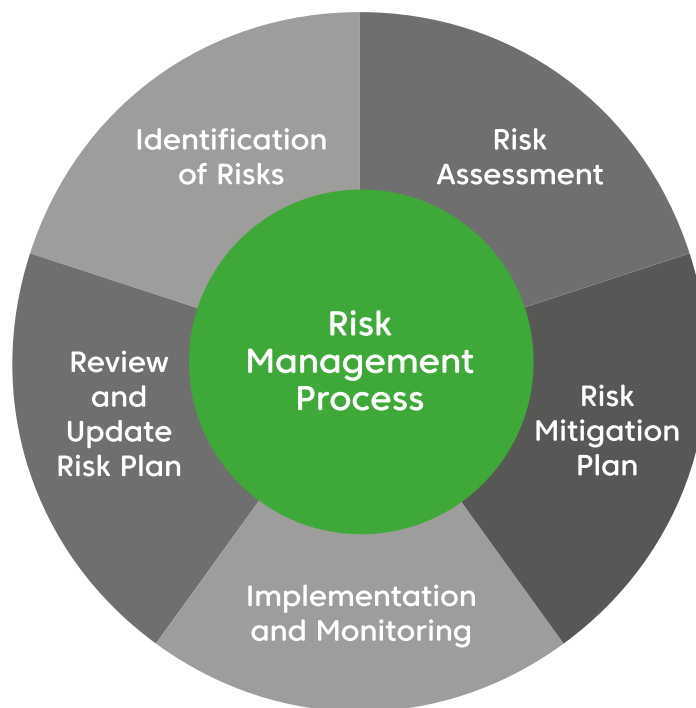 Identification
of Risks
Risk
Assessment
Risk
Management
Process
Review
and
Update
Risk Plan
Risk
Mitigation
Plan
Implementation
and Monitoring